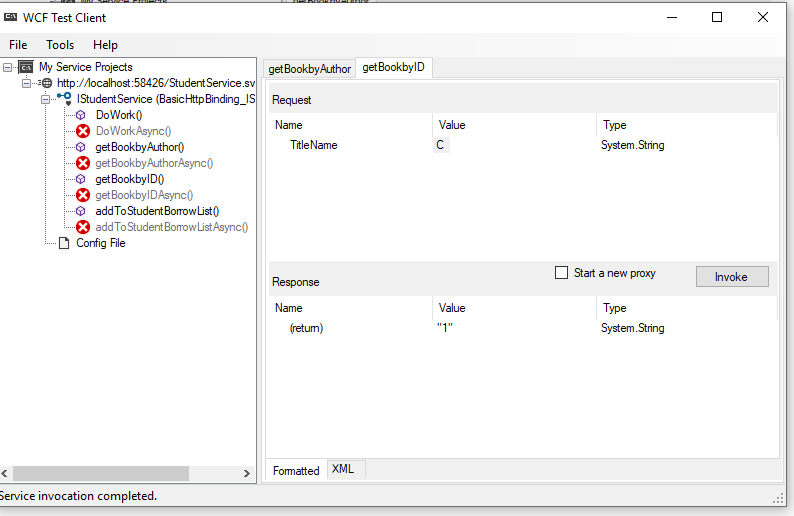 WCF Test Client
File Tools Help
My Service Projects
http://localhost:58426/StudentService.sv
IStudentService (BasicHttpBinding_IS
DoWork()
DoWorkAsync()
getBookbyAuthor()
getBookbyAuthorAsync()
getBookbyID()
getBookbyIDAsync()
addToStudentBorrowList()
addToStudentBorrowListAsync()
Config File
getBookbyAuthor getBookbyID
Request
Name Value Type
TitleName C System.String
Response Start a new proxy Invoke
Name Value Type
(return) "1" System.String
Formatted XML
Service invocation completed.